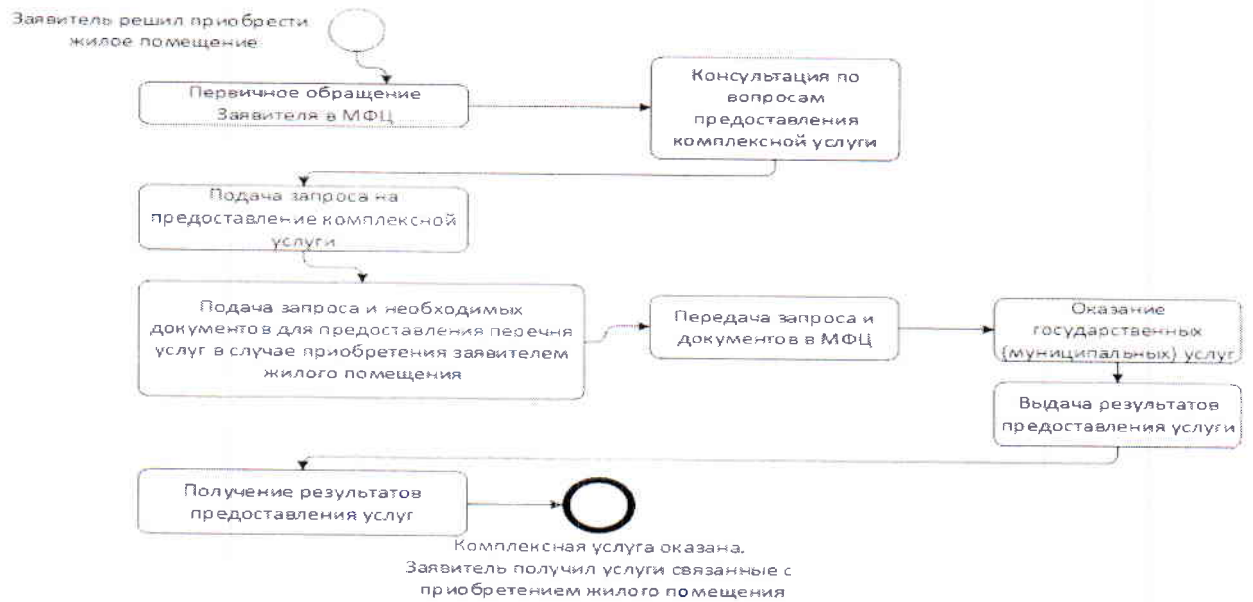 Заявитель решил приобрести
жилое помещение
Первичное обращение
Заявителя в МФЦ
Консультация по
вопросам
предоставления
комплексной услуги
Подача запроса на
предоставление комплексной
услуги
Подача запроса и необходимых
документов для предоставления перечня
услуг в случае приобретения заявителем
жилого помещения
Передача запроса и
документов в МФЦ
Оказание
государственных
(муниципальных) услуг
Выдача результатов
предоставления услуги
Получение результатов
предоставления услуг
Комплексная услуга оказана.
Заявитель получил услуги связанные с
приобретением жилого помещения